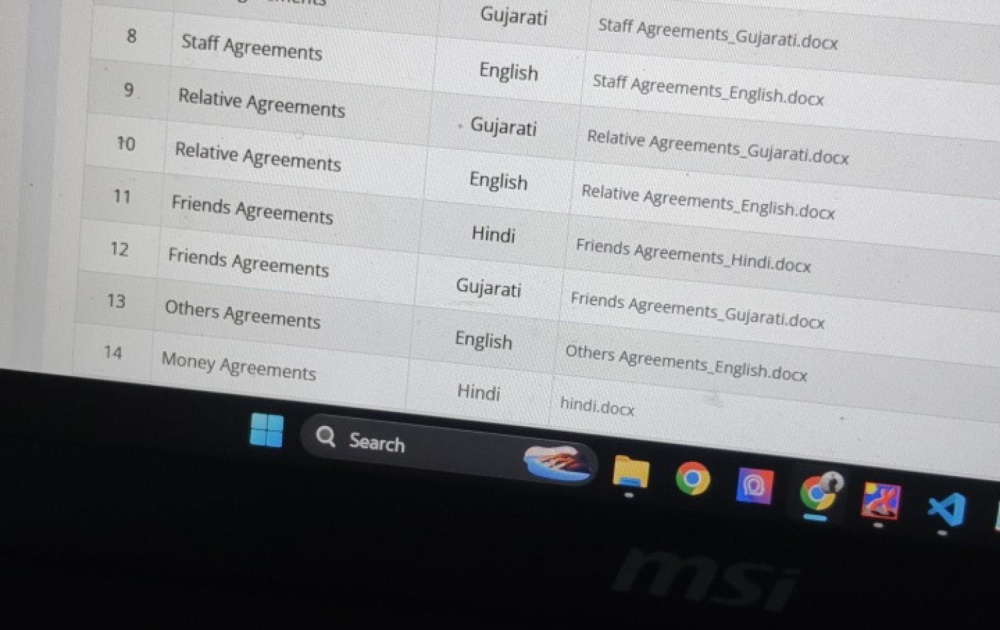 Gujarati Staff Agreements_Gujarati.docx
8 Staff Agreements English Staff Agreements_English.docx
9 Relative Agreements Gujarati Relative Agreements_Gujarati.docx
10 Relative Agreements English Relative Agreements_English.docx
11 Friends Agreements Hindi Friends Agreements_Hindi.docx
12 Friends Agreements Gujarati Friends Agreements_Gujarati.docx
13 Others Agreements English Others Agreements_English.docx
14 Money Agreements Hindi hindi.docx
Search
msi